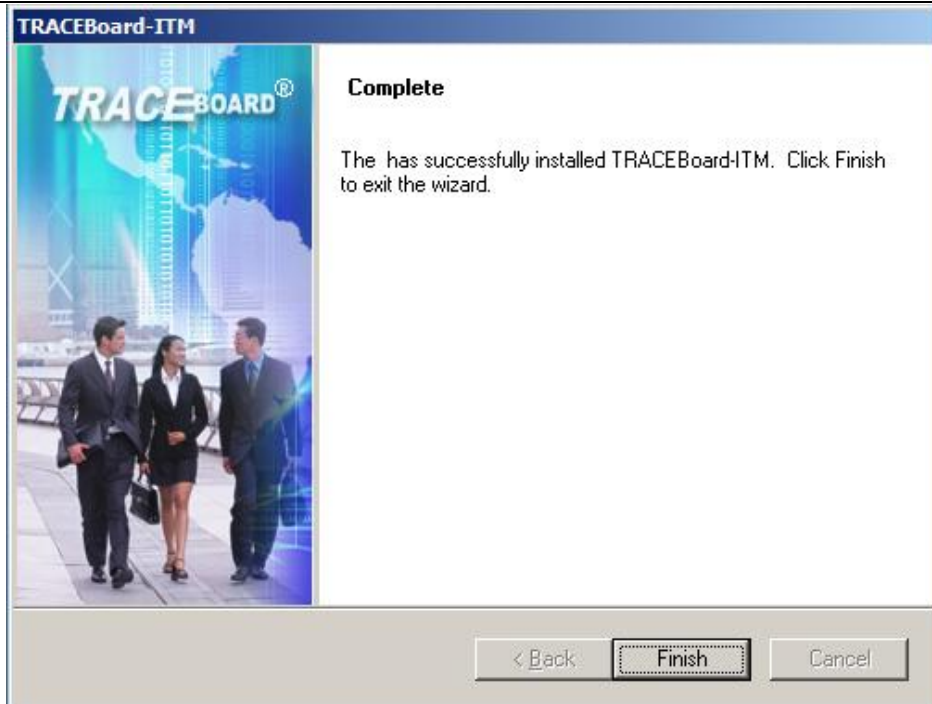 TRACEBoard-ITM
TRACEBOARD®
Complete
The  has successfully installed TRACEBoard-ITM.  Click Finish
to exit the wizard.
< Back
Finish
Cancel